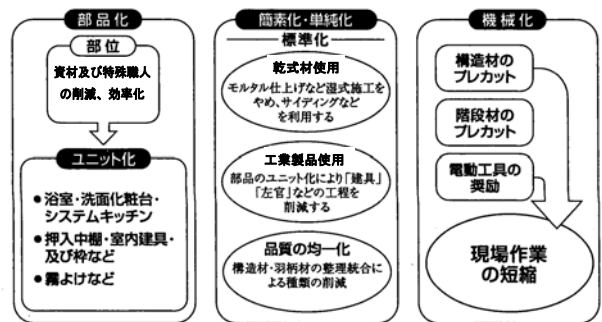 部品化
部位
資材及び特殊職人
の削減、効率化
ユニット化
●浴室・洗面化粧台・
システムキッチン
●押入中棚・室内建具・
及び枠など
●霧よけなど
簡素化・単純化
標準化
乾式材使用
モルタル仕上げなど湿式施工を
やめ、サイディングなど
を利用する
工業製品使用
部品のユニット化により「建具」
「左官」などの工程を
削減する
品質の均一化
構造材・羽柄材の整理統合に
よる種類の削減
機械化
構造材の
プレカット
階段材の
プレカット
電動工具の
奨励
現場作業
の短縮